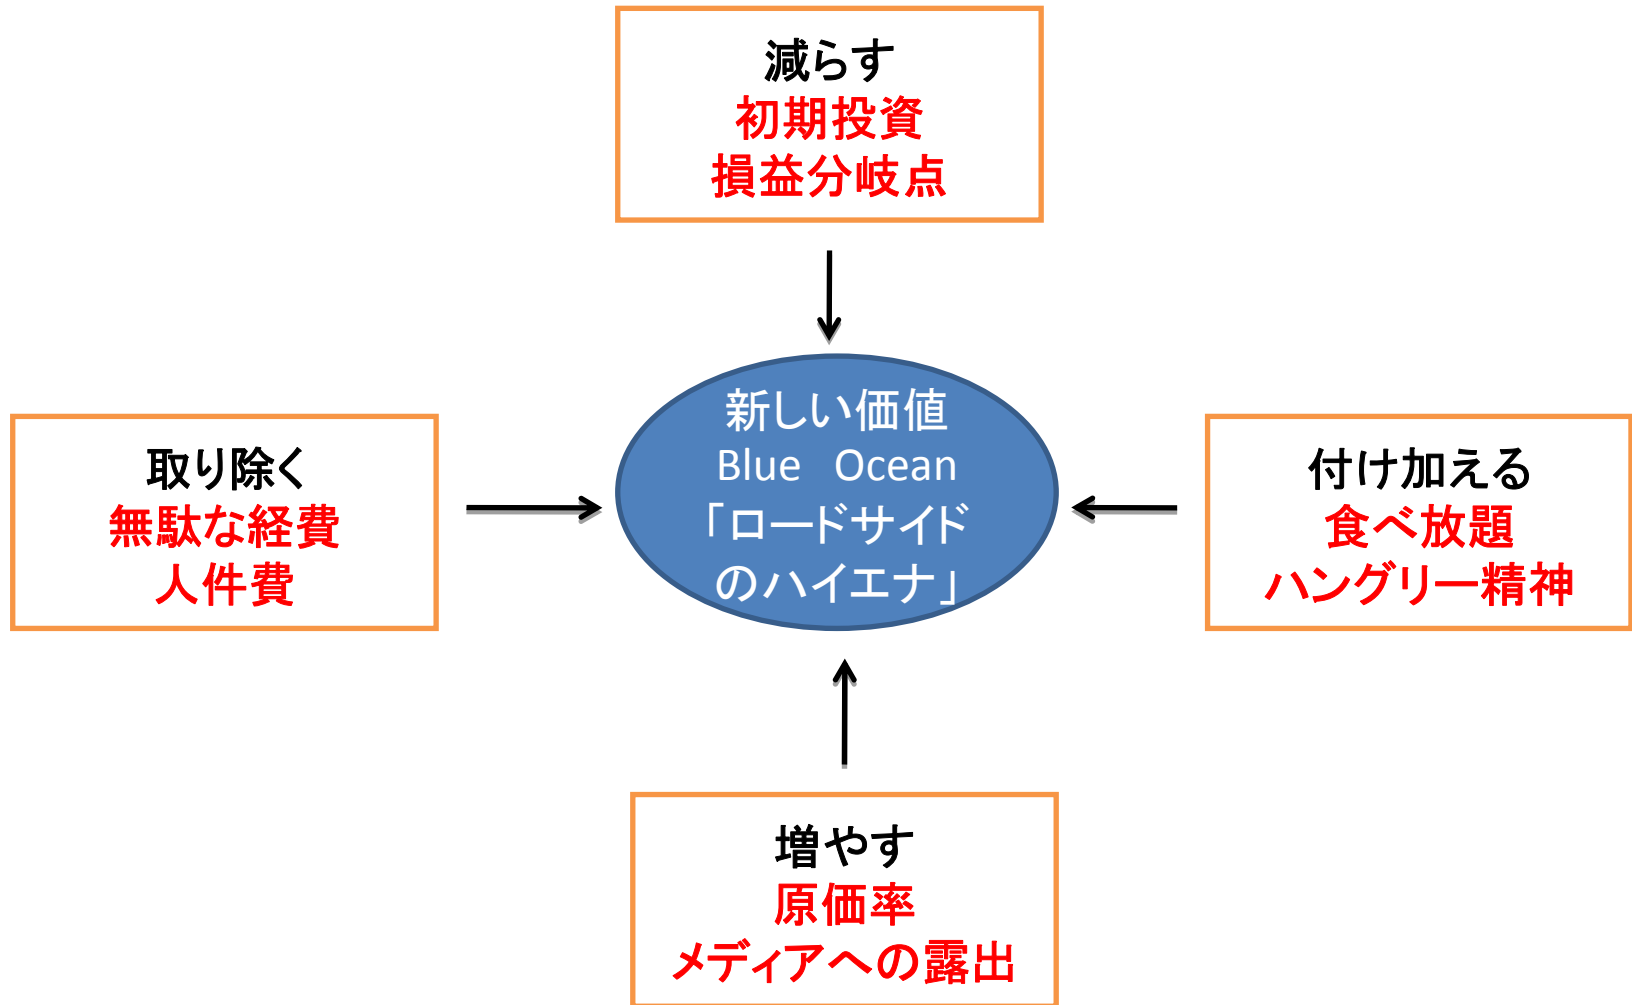 減らす
初期投資
損益分岐点
新しい価値
Blue　Ocean
「ロードサイド
のハイエナ」
取り除く
無駄な経費
人件費
付け加える
食べ放題
ハングリー精神
増やす
原価率
メディアへの露出